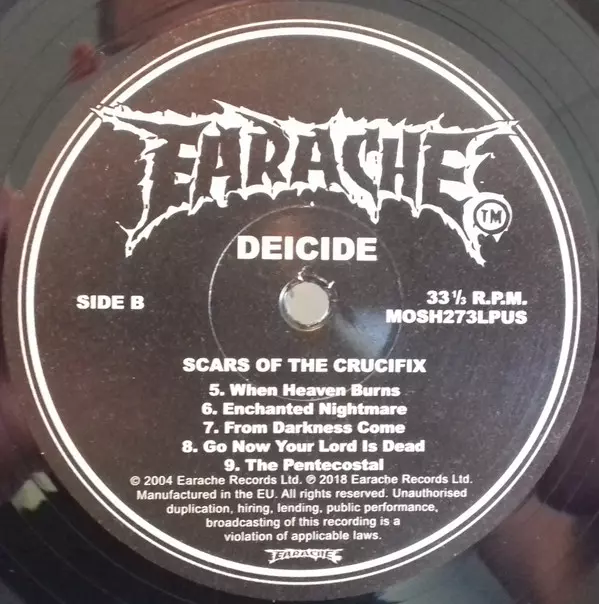 EARACHE
TM
DEICIDE
SIDE B
33 1/3 R.P.M.
MOSH273LPUS
SCARS OF THE CRUCIFIX
5. When Heaven Burns
6. Enchanted Nightmare
7. From Darkness Come
8. Go Now Your Lord Is Dead
9. The Pentecostal
© 2004 Earache Records Ltd. ℗ 2018 Earache Records Ltd.
Manufactured in the EU. All rights reserved. Unauthorised
duplication, hiring, lending, public performance,
broadcasting of this recording is a
violation of applicable laws.
EARACHE